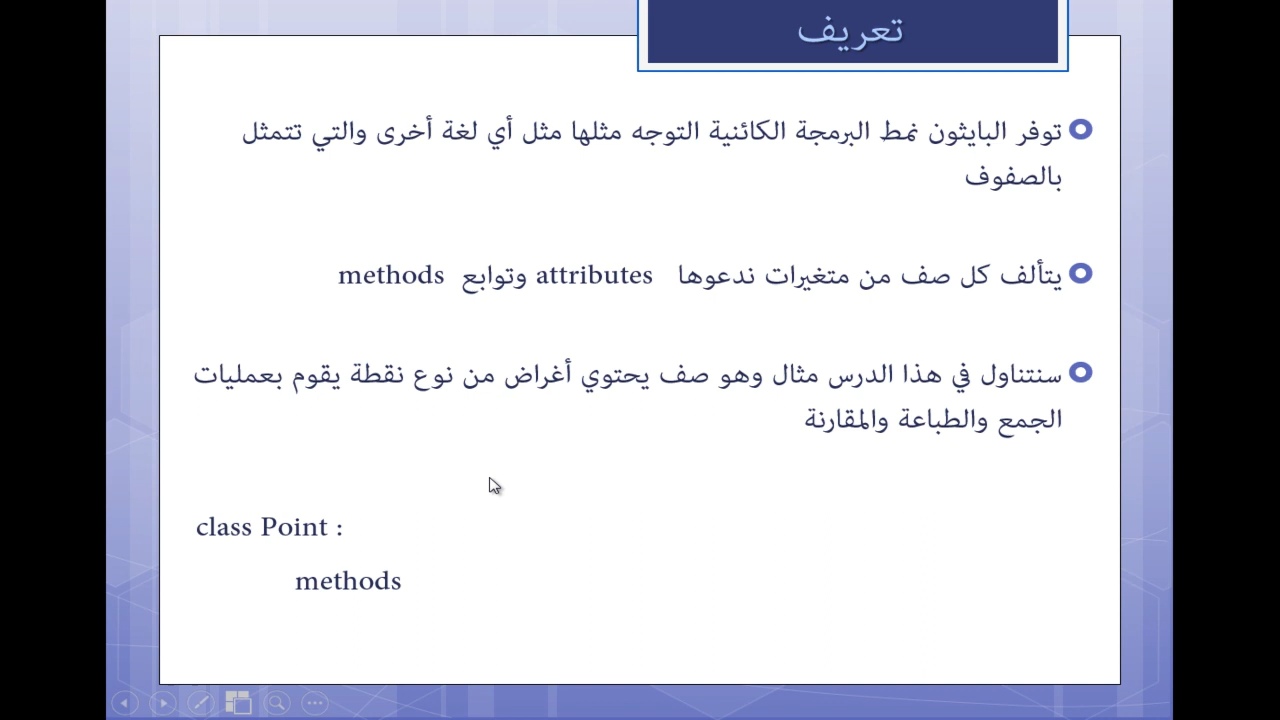 تعريف
توفر البايثون نمط البرمجة الكائنية التوجه مثلها مثل أي لغة أخرى والتي تتمثل
بالصفوف
يتألف كل صف من متغيرات ندعوها attributes وتوابع methods
سنتناول في هذا الدرس مثال وهو صف يحتوي أغراض من نوع نقطة يقوم بعمليات
الجمع والطباعة والمقارنة
class Point :
methods